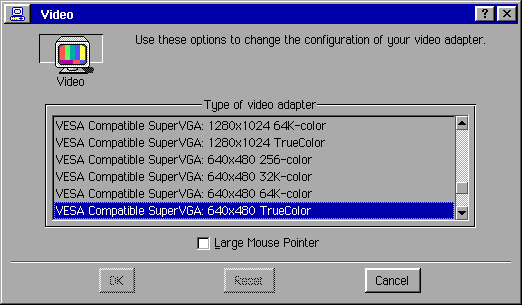 Video
? X
Use these options to change the configuration of your video adapter.
Video
Type of video adapter
VESA Compatible SuperVGA: 1280x1024 64K-color
VESA Compatible SuperVGA: 1280x1024 TrueColor
VESA Compatible SuperVGA: 640x480 256-color
VESA Compatible SuperVGA: 640x480 32K-color
VESA Compatible SuperVGA: 640x480 64K-color
VESA Compatible SuperVGA: 640x480 TrueColor
Large Mouse Pointer
OK Reset Cancel